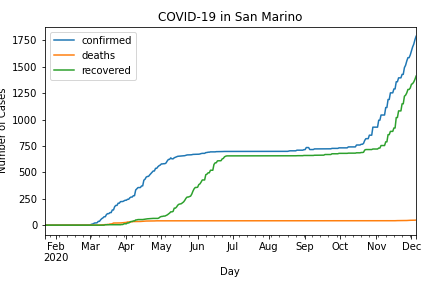 COVID-19 in San Marino
confirmed
deaths
recovered
Number of Cases
1750
1500
1250
1000
750
500
250
0
Feb Mar Apr May Jun Jul Aug Sep Oct Nov Dec
2020
Day